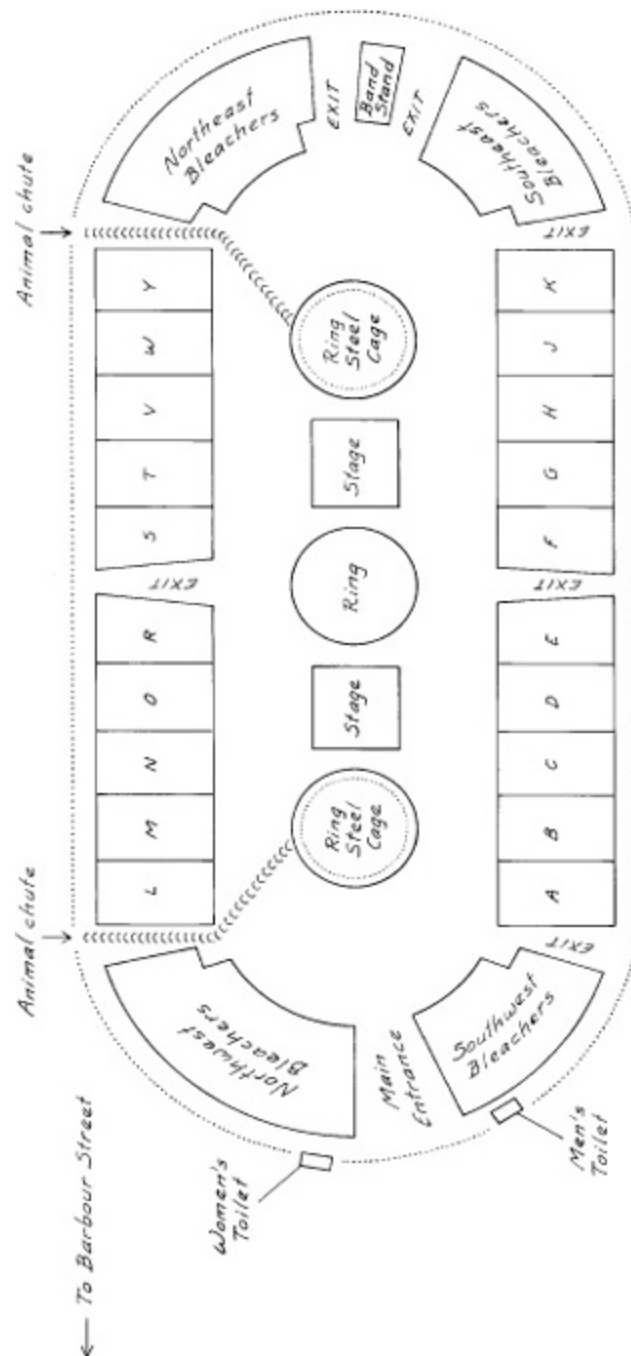 Animal chute
Animal chute
To Barbour Street
Northeast
Bleachers
EXIT
Band
Stand
EXIT
Southeast
Bleachers
EXIT
Y
W
V
T
S
EXIT
R
O
N
M
L
Ring
Steel
Cage
Stage
Ring
Stage
Ring
Steel
Cage
K
J
H
G
F
EXIT
E
D
C
B
A
EXIT
Northwest
Bleachers
Main
Entrance
Southwest
Bleachers
Women's
Toilet
Men's
Toilet